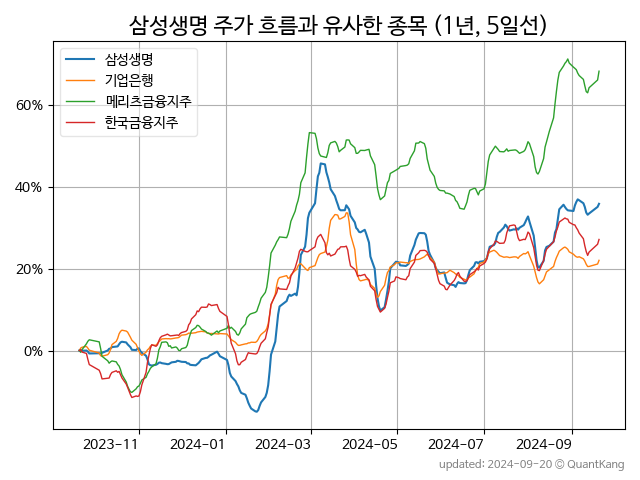 삼성생명 주가 흐름과 유사한 종목 (1년, 5일선)
삼성생명
기업은행
메리츠금융지주
한국금융지주
60%
40%
20%
0%
2023-11 2024-01 2024-03 2024-05 2024-07 2024-09
updated: 2024-09-20 © QuantKang